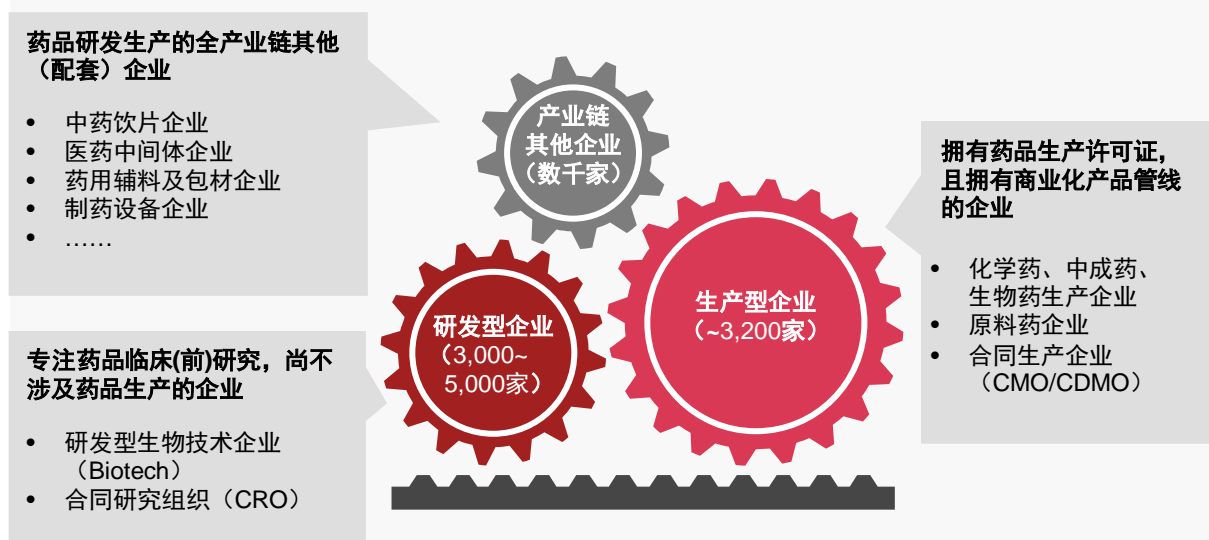 药品研发生产的全产业链其他
（配套）企业
• 中药饮片企业
• 医药中间体企业
• 药用辅料及包材企业
• 制药设备企业
• ……
专注药品临床(前)研究，尚不
涉及药品生产的企业
• 研发型生物技术企业
（Biotech）
• 合同研究组织（CRO）
产业链
其他企业
（数千家）
研发型企业
（3,000~
5,000家）
生产型企业
（~3,200家）
拥有药品生产许可证，
且拥有商业化产品管线
的企业
• 化学药、中成药、
生物药生产企业
• 原料药企业
• 合同生产企业
（CMO/CDMO）